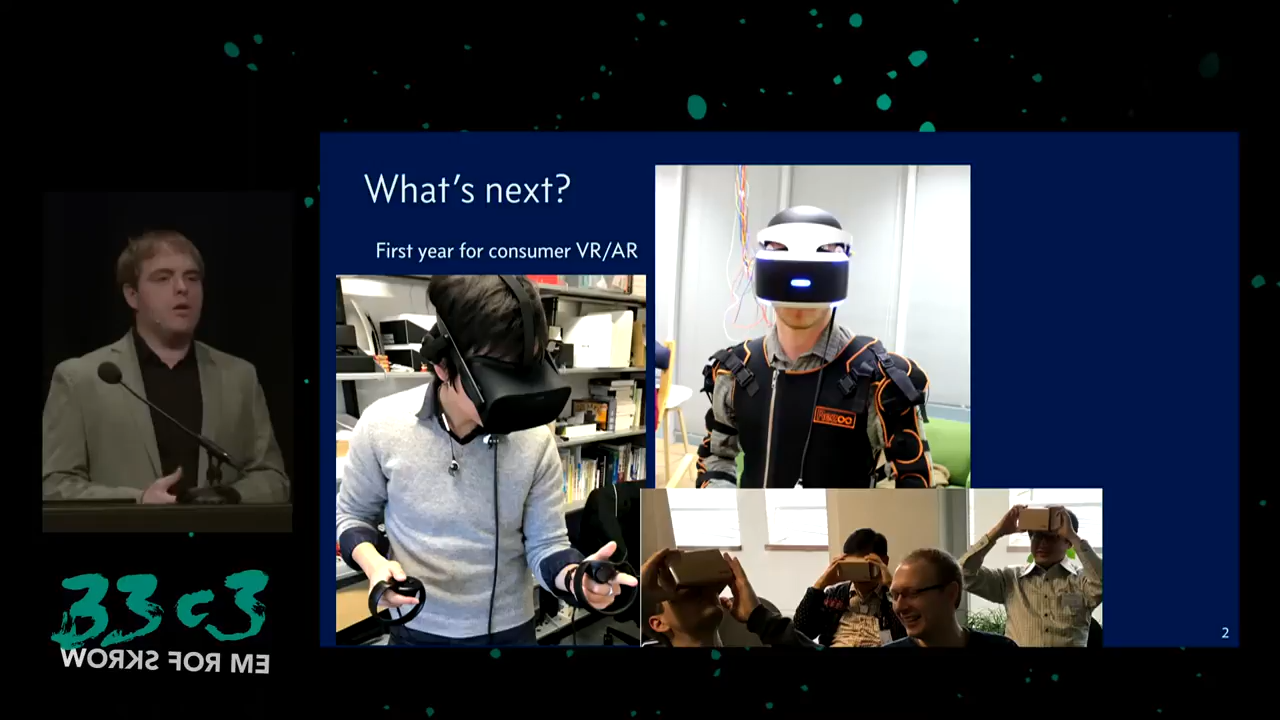 What's next?
First year for consumer VR/AR
33c3
WORKS FOR ME
2